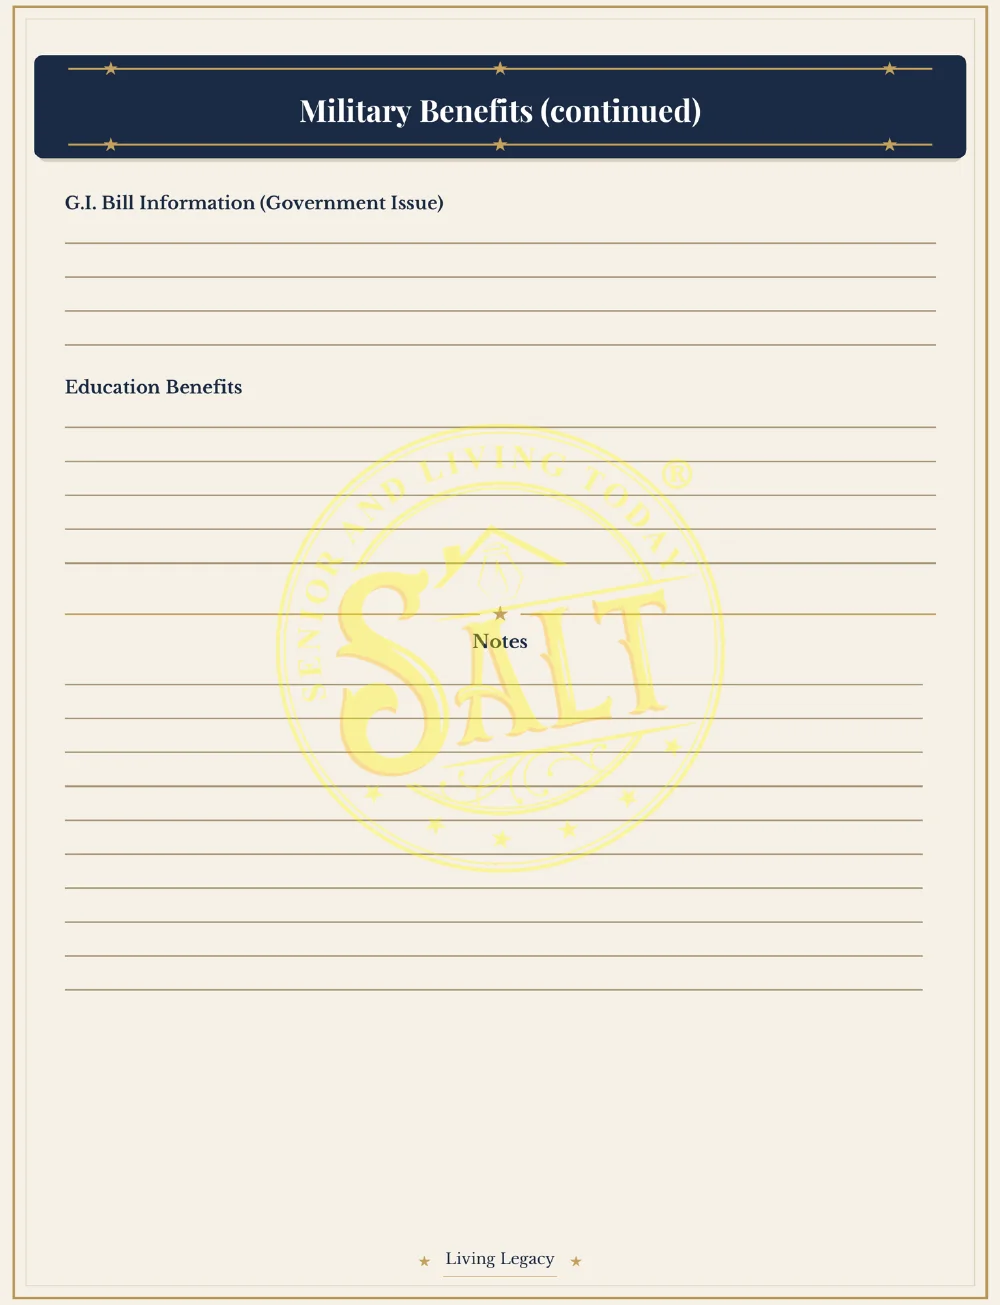 Military Benefits (continued)
G.I. Bill Information (Government Issue)
Education Benefits
SENIOR AND LIVING TODAY
®
SALT
Notes
Living Legacy